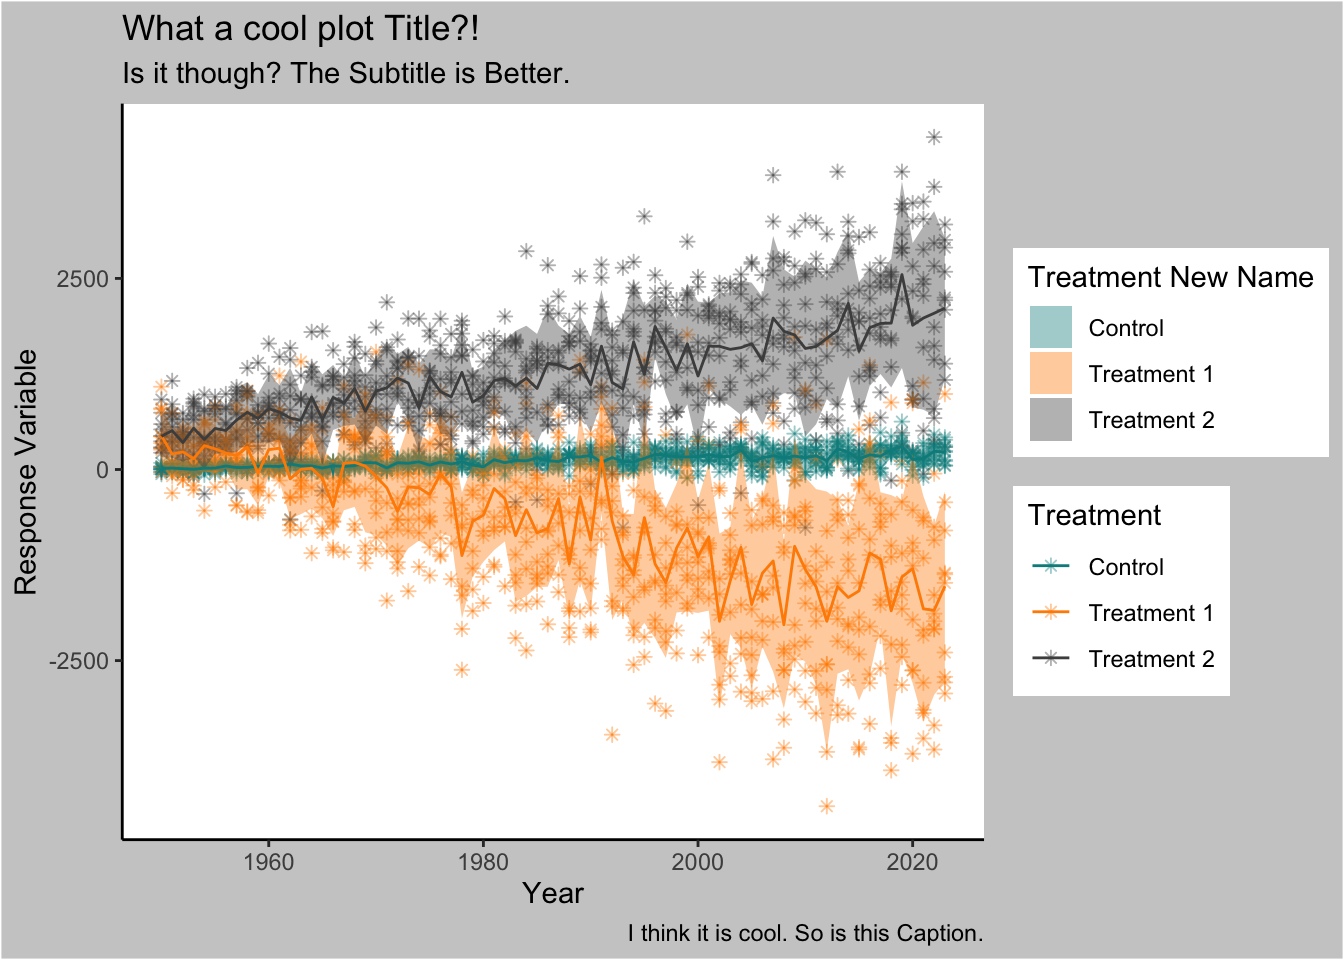 What a cool plot Title?!
Is it though? The Subtitle is Better.
Response Variable
2500
0
-2500
1960
1980
2000
2020
Year
I think it is cool. So is this Caption.
Treatment New Name
Control
Treatment 1
Treatment 2
Treatment
Control
Treatment 1
Treatment 2